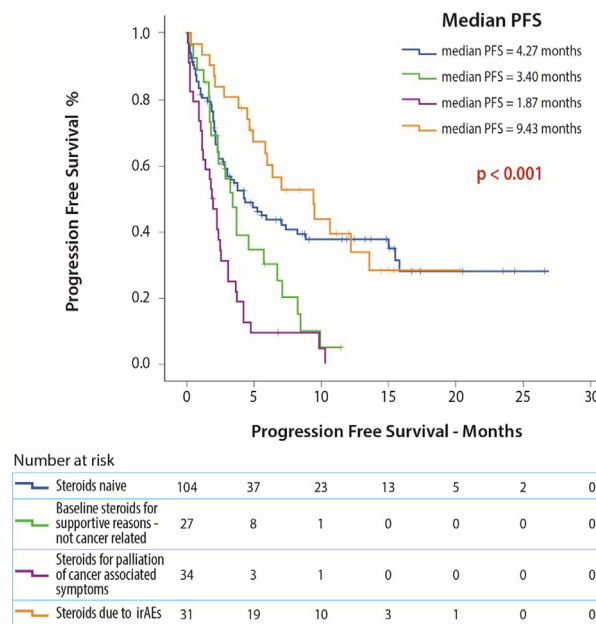 Median PFS
median PFS = 4.27 months
median PFS = 3.40 months
median PFS = 1.87 months
median PFS = 9.43 months
p < 0.001
Progression Free Survival %
1.0
0.8
0.6
0.4
0.2
0.0
0 5 10 15 20 25 30
Progression Free Survival - Months
Number at risk
Steroids naive 104 37 23 13 5 2 0
Baseline steroids for
supportive reasons - 27 8 1 0 0 0 0
not cancer related
Steroids for palliation
of cancer associated 34 3 1 0 0 0 0
symptoms
Steroids due to irAEs 31 19 10 3 1 0 0